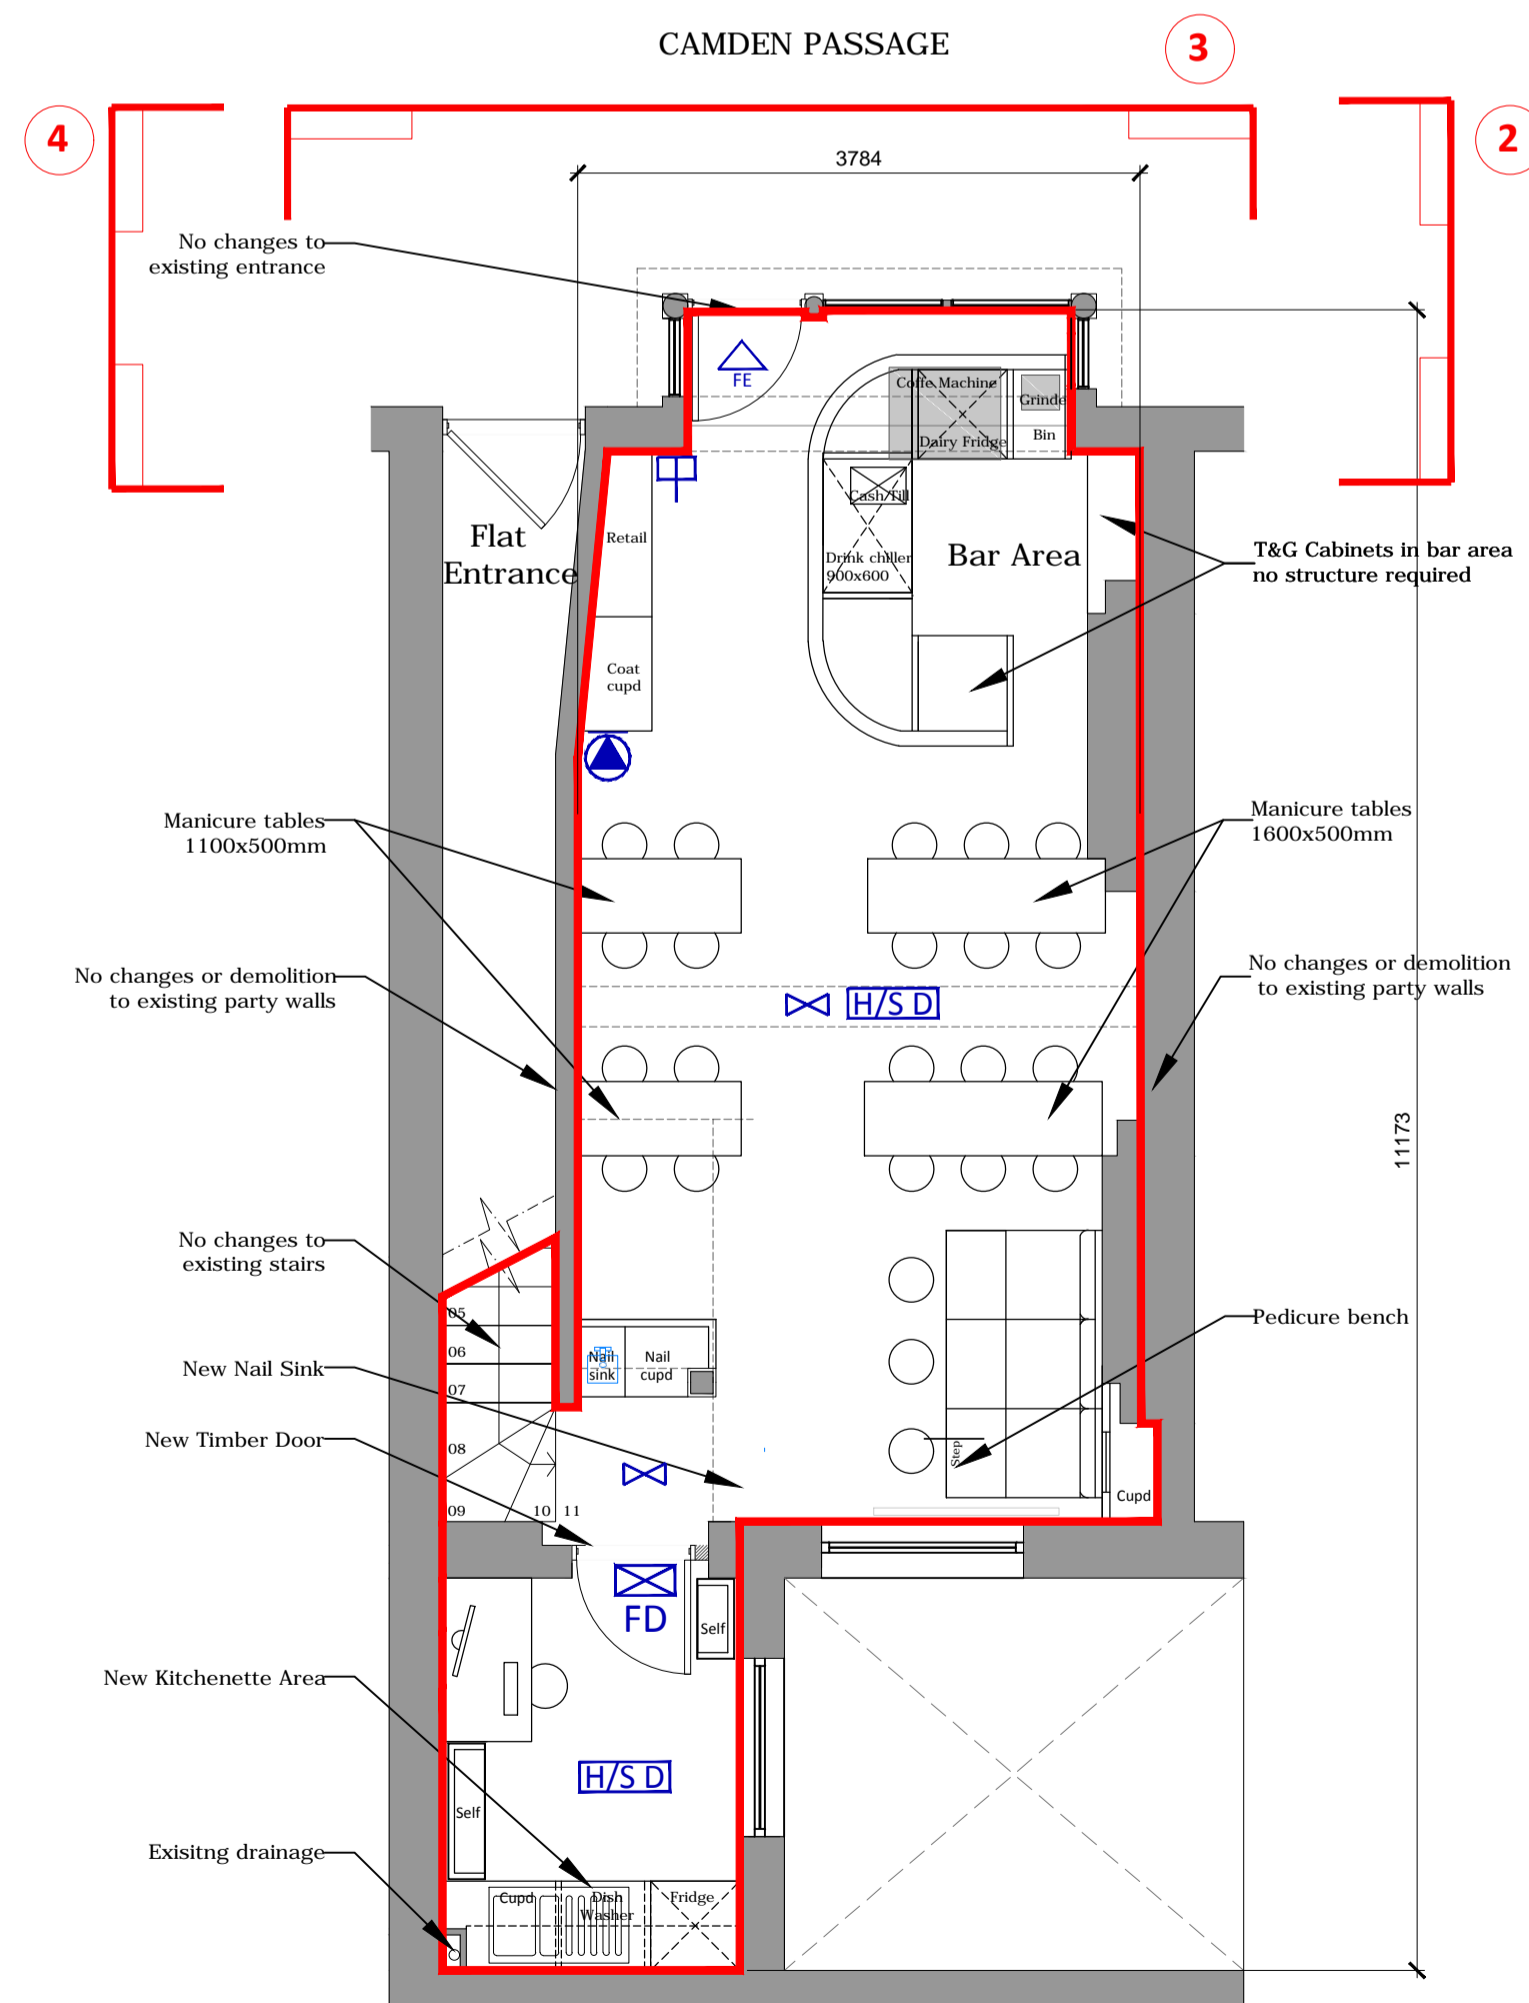 CAMDEN PASSAGE
3
4
2
3784
No changes to
existing entrance
FE
Coffe Machine
Grinde
Dairy Fridge
Bin
Cash/Till
Retail
Flat
Entrance
Drink chiller
900x600
Bar Area
T&G Cabinets in bar area
no structure required
Coat
cupd
Manicure tables
1100x500mm
Manicure tables
1600x500mm
No changes or demolition
to existing party walls
No changes or demolition
to existing party walls
H/S D
11173
No changes to
existing stairs
05
06
07
08
09
10
11
Nail
sink
Nail
cupd
Pedicure bench
New Nail Sink
New Timber Door
Step
Cupd
FD
Self
New Kitchenette Area
H/S D
Self
Exisitng drainage
Cupd
Dish
Washer
Fridge